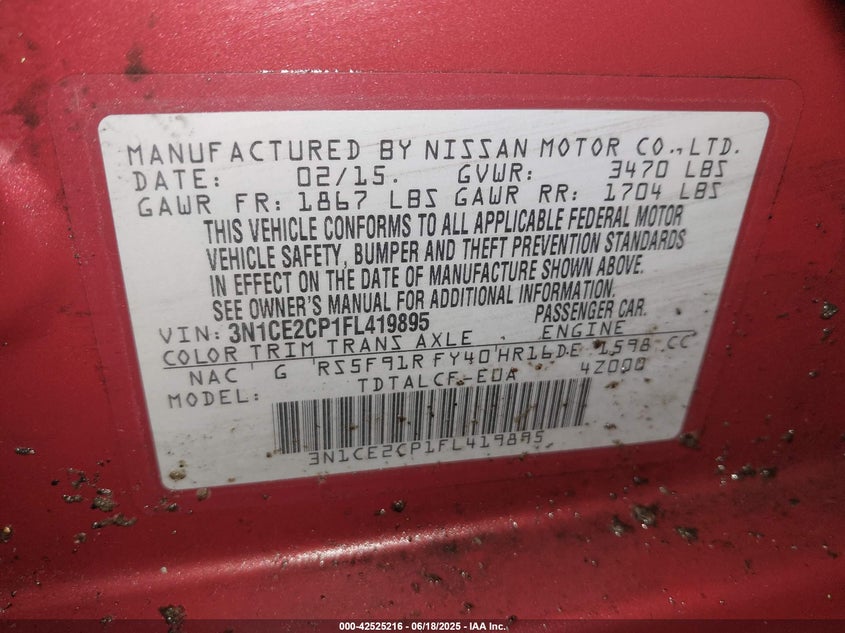 MANUFACTURED BY NISSAN MOTOR CO., LTD.
DATE: 02/15. GVWR: 3470 LBS
GAWR FR: 1867 LBS GAWR RR: 1704 LBS
THIS VEHICLE CONFORMS TO ALL APPLICABLE FEDERAL MOTOR
VEHICLE SAFETY, BUMPER AND THEFT PREVENTION STANDARDS
IN EFFECT ON THE DATE OF MANUFACTURE SHOWN ABOVE.
SEE OWNER'S MANUAL FOR ADDITIONAL INFORMATION.
VIN: 3N1CE2CP1FL419895 PASSENGER CAR.
COLOR TRIM TRANS AXLE ENGINE
NAC G RS5F91R FY40 HR16DE 1598 CC
MODEL: TDTALCF-EUA 4Z000
3N1CE2CP1FL419895
000-42525216 - 06/18/2025 - IAA Inc.